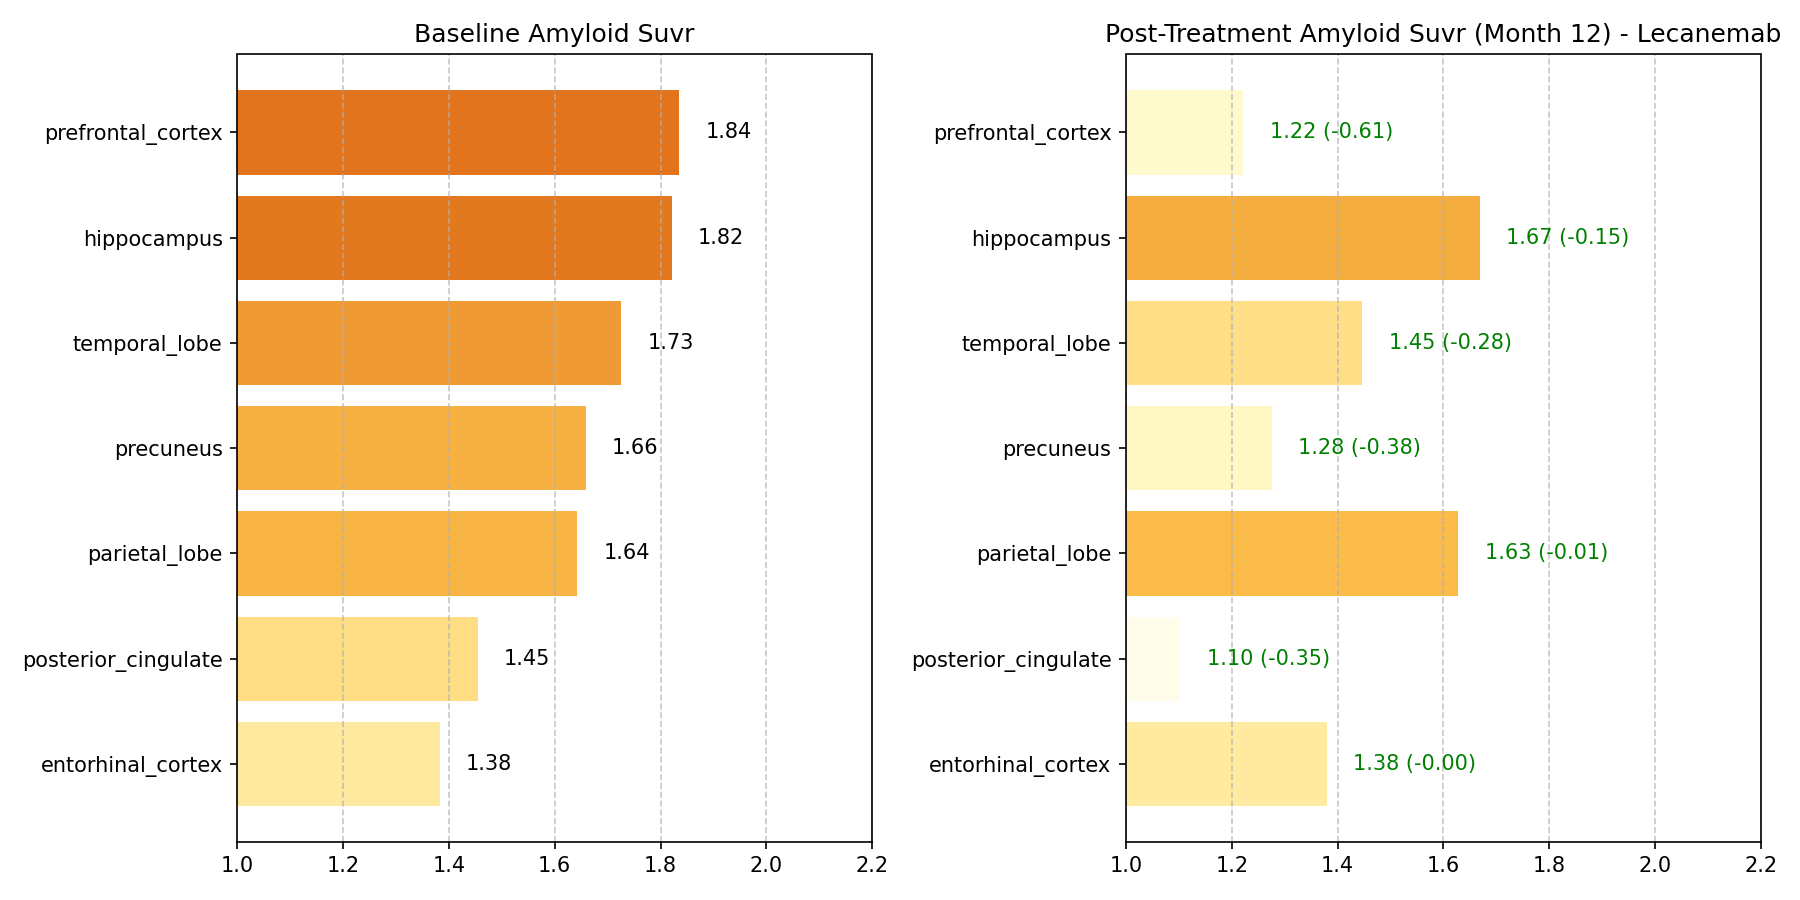 Baseline Amyloid Suvr
prefrontal_cortex
1.84
hippocampus
1.82
temporal_lobe
1.73
precuneus
1.66
parietal_lobe
1.64
posterior_cingulate
1.45
entorhinal_cortex
1.38
1.0 1.2 1.4 1.6 1.8 2.0 2.2
Post-Treatment Amyloid Suvr (Month 12) - Lecanemab
prefrontal_cortex
1.22 (-0.61)
hippocampus
1.67 (-0.15)
temporal_lobe
1.45 (-0.28)
precuneus
1.28 (-0.38)
parietal_lobe
1.63 (-0.01)
posterior_cingulate
1.10 (-0.35)
entorhinal_cortex
1.38 (-0.00)
1.0 1.2 1.4 1.6 1.8 2.0 2.2